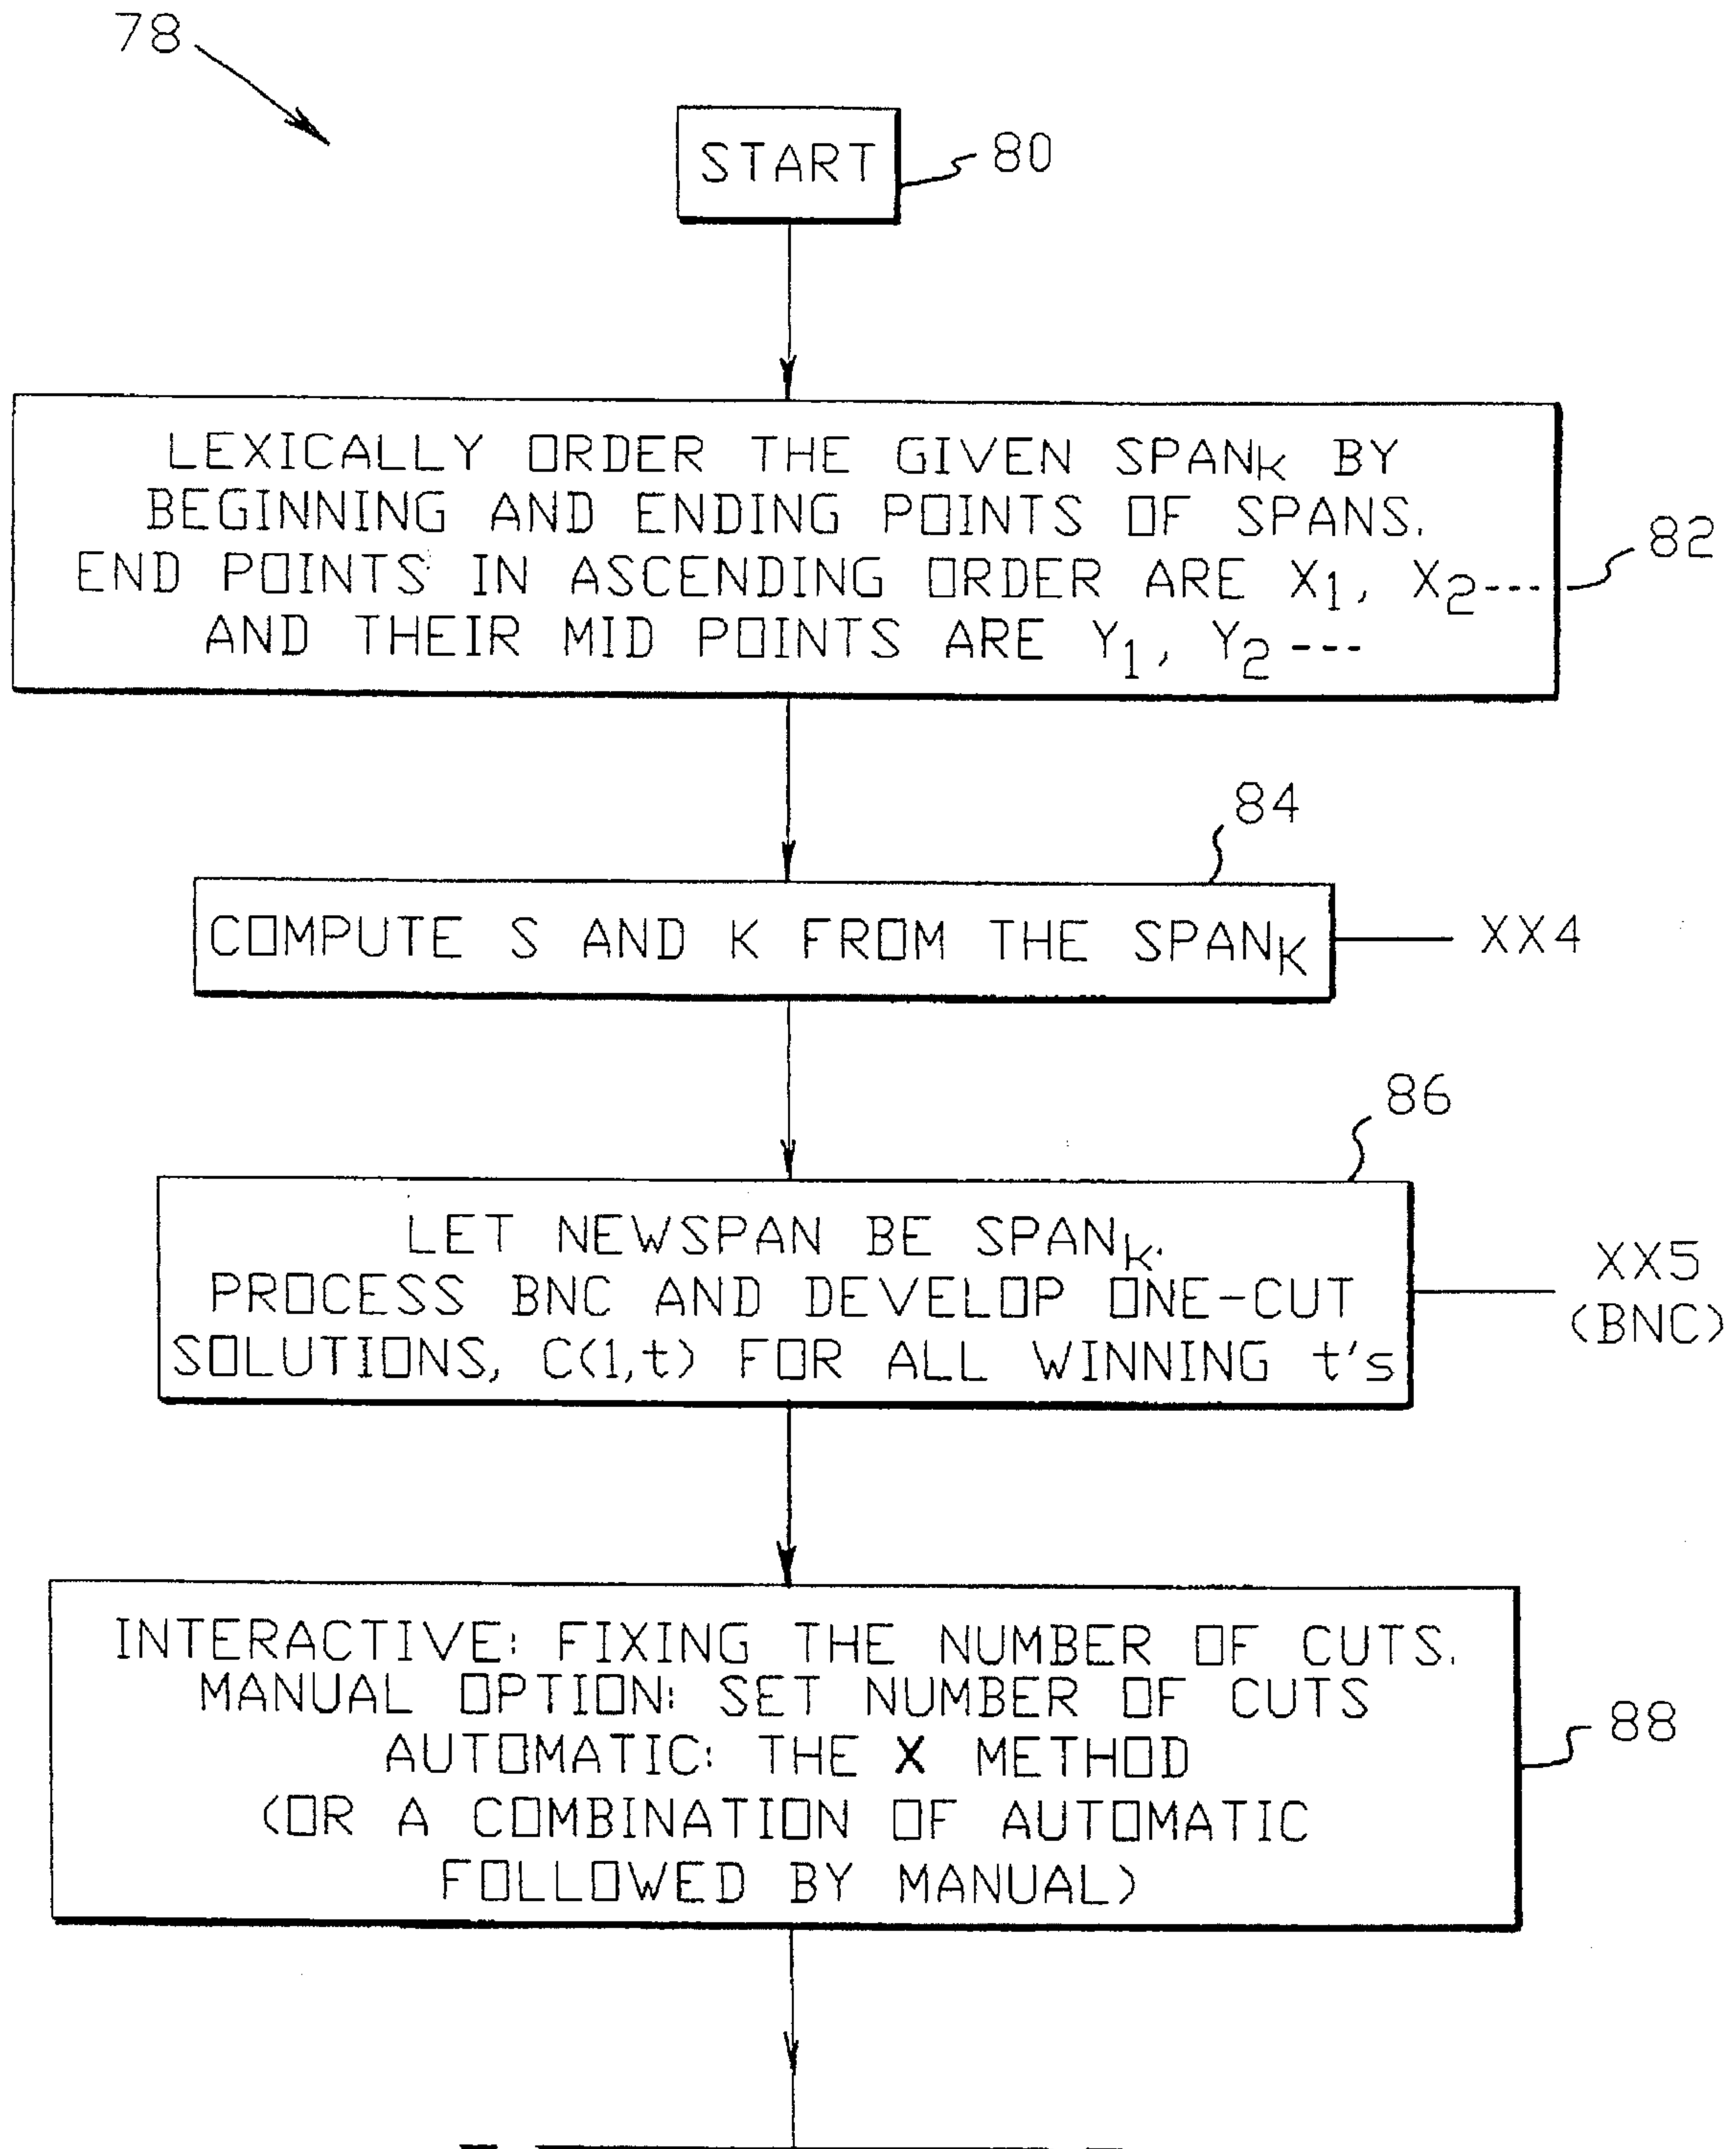 78
START
80
LEXICALLY ORDER THE GIVEN SPANK BY
BEGINNING AND ENDING POINTS OF SPANS.
END POINTS IN ASCENDING ORDER ARE X1, X2---
AND THEIR MID POINTS ARE Y1, Y2 ---
82
84
COMPUTE S AND K FROM THE SPANK
XX4
86
LET NEWSPAN BE SPANK.
PROCESS BNC AND DEVELOP ONE-CUT
SOLUTIONS, C(1,t) FOR ALL WINNING t's
XX5
(BNC)
INTERACTIVE: FIXING THE NUMBER OF CUTS.
MANUAL OPTION: SET NUMBER OF CUTS
AUTOMATIC: THE X METHOD
(OR A COMBINATION OF AUTOMATIC
FOLLOWED BY MANUAL)
88